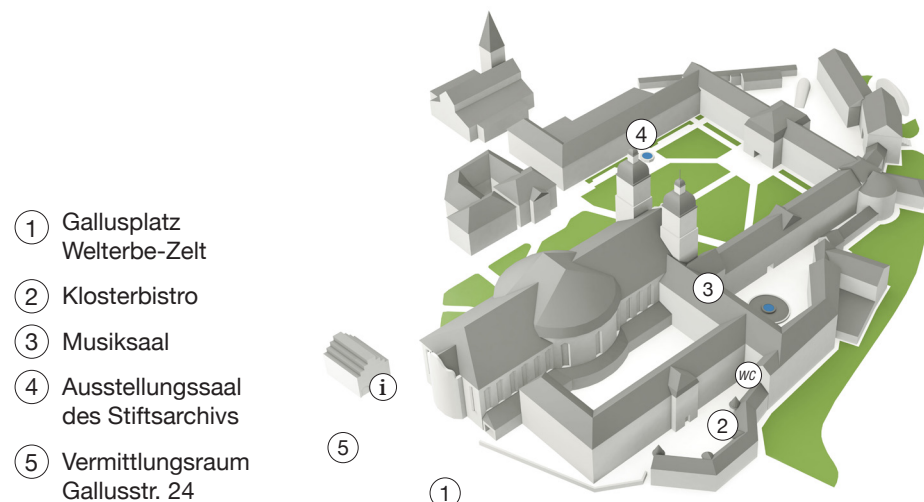 1 Gallusplatz
Welterbe-Zelt
2 Klosterbistro
3 Musiksaal
4 Ausstellungssaal
des Stiftsarchivs
5 Vermittlungsraum
Gallusstr. 24
4
3
i
WC
2
5
1